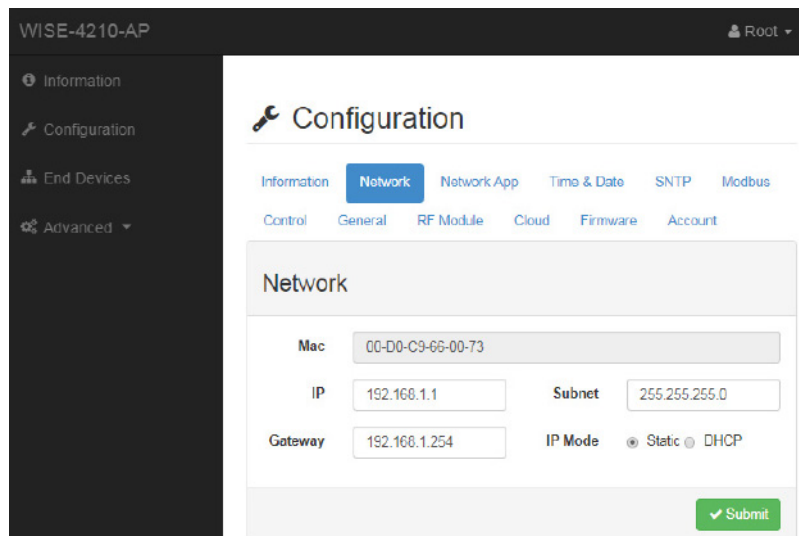 WISE-4210-AP Root
Information
Configuration
End Devices
Advanced
Configuration
Information Network Network App Time & Date SNTP Modbus
Control General RF Module Cloud Firmware Account
Network
Mac 00-D0-C9-66-00-73
IP 192.168.1.1 Subnet 255.255.255.0
Gateway 192.168.1.254 IP Mode Static DHCP
Submit